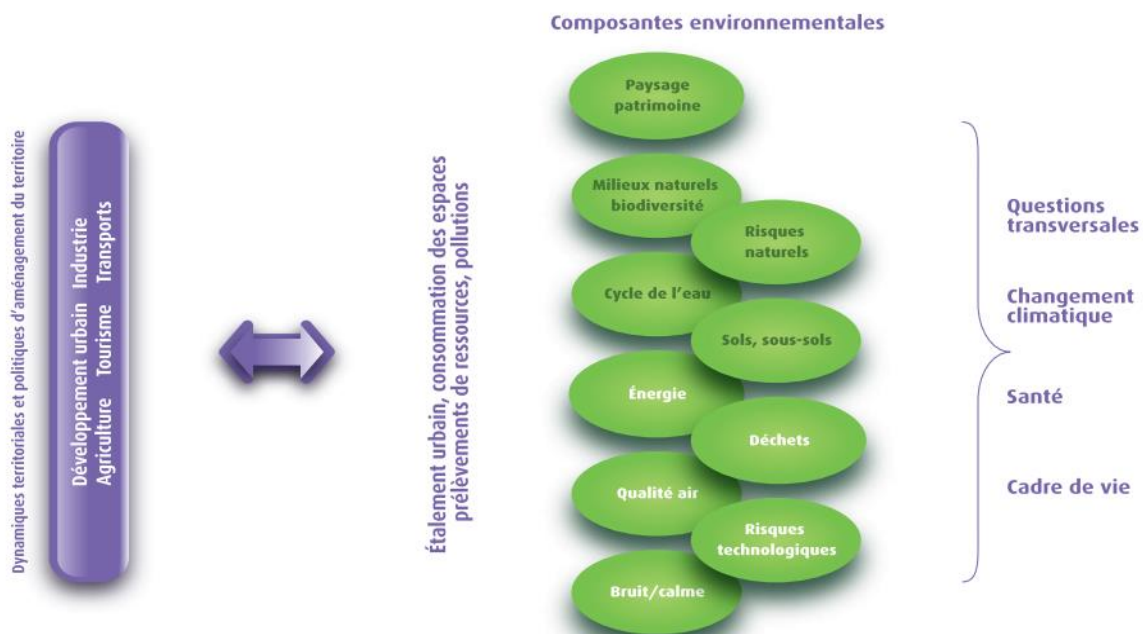 Composantes environnementales
Dynamiques territoriales et politiques d'aménagement du territoire
Développement urbain Industrie
Agriculture Tourisme Transports
Étalement urbain, consommation des espaces
prélèvements de ressources, pollutions
Paysage
patrimoine
Milieux naturels
biodiversité
Risques
naturels
Cycle de l'eau
Sols, sous-sols
Énergie
Déchets
Qualité air
Risques
technologiques
Bruit/calme
Questions
transversales
Changement
climatique
Santé
Cadre de vie